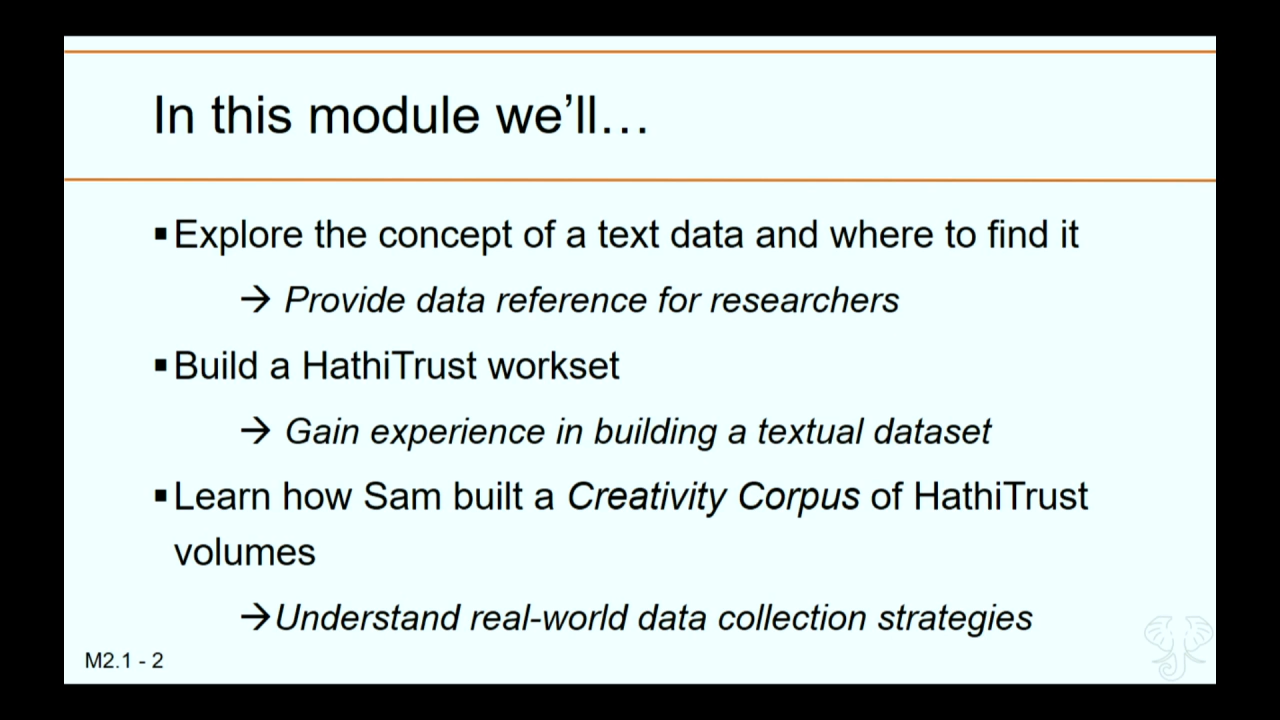 In this module we’ll…
▪Explore the concept of a text data and where to find it
→ Provide data reference for researchers
▪Build a HathiTrust workset
→ Gain experience in building a textual dataset
▪Learn how Sam built a Creativity Corpus of HathiTrust
volumes
→Understand real-world data collection strategies
M2.1 - 2